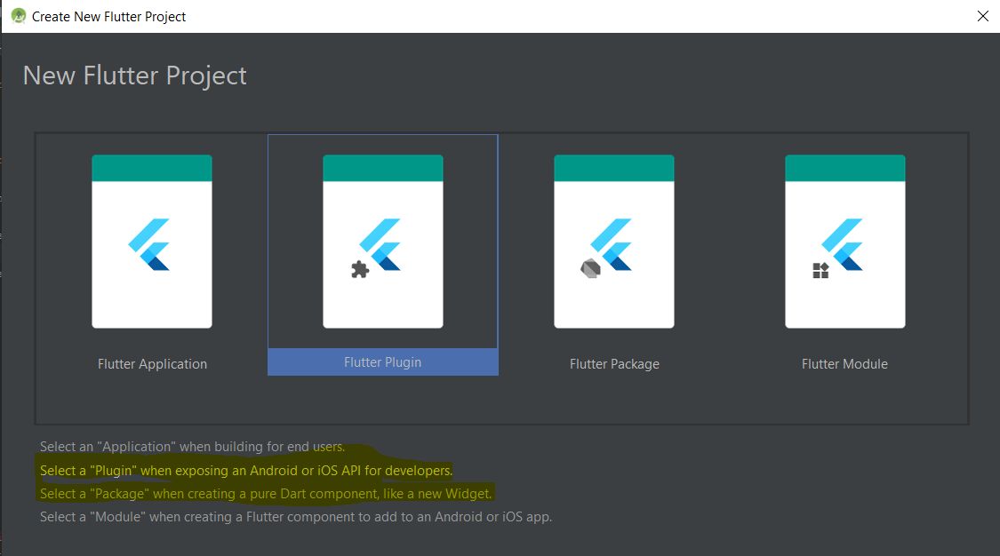 Create New Flutter Project
New Flutter Project
Flutter Application
Flutter Plugin
Flutter Package
Flutter Module
Select an "Application" when building for end users.
Select a "Plugin" when exposing an Android or iOS API for developers.
Select a "Package" when creating a pure Dart component, like a new Widget.
Select a "Module" when creating a Flutter component to add to an Android or iOS app.